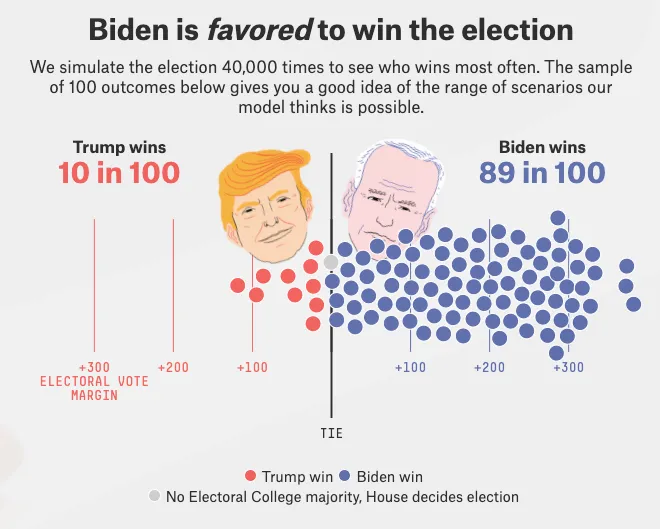 Biden is favored to win the election
We simulate the election 40,000 times to see who wins most often. The sample
of 100 outcomes below gives you a good idea of the range of scenarios our
model thinks is possible.
Trump wins
10 in 100
Biden wins
89 in 100
+300
ELECTORAL VOTE
MARGIN
+200
+100
+100
+200
+300
TIE
Trump win
Biden win
No Electoral College majority, House decides election